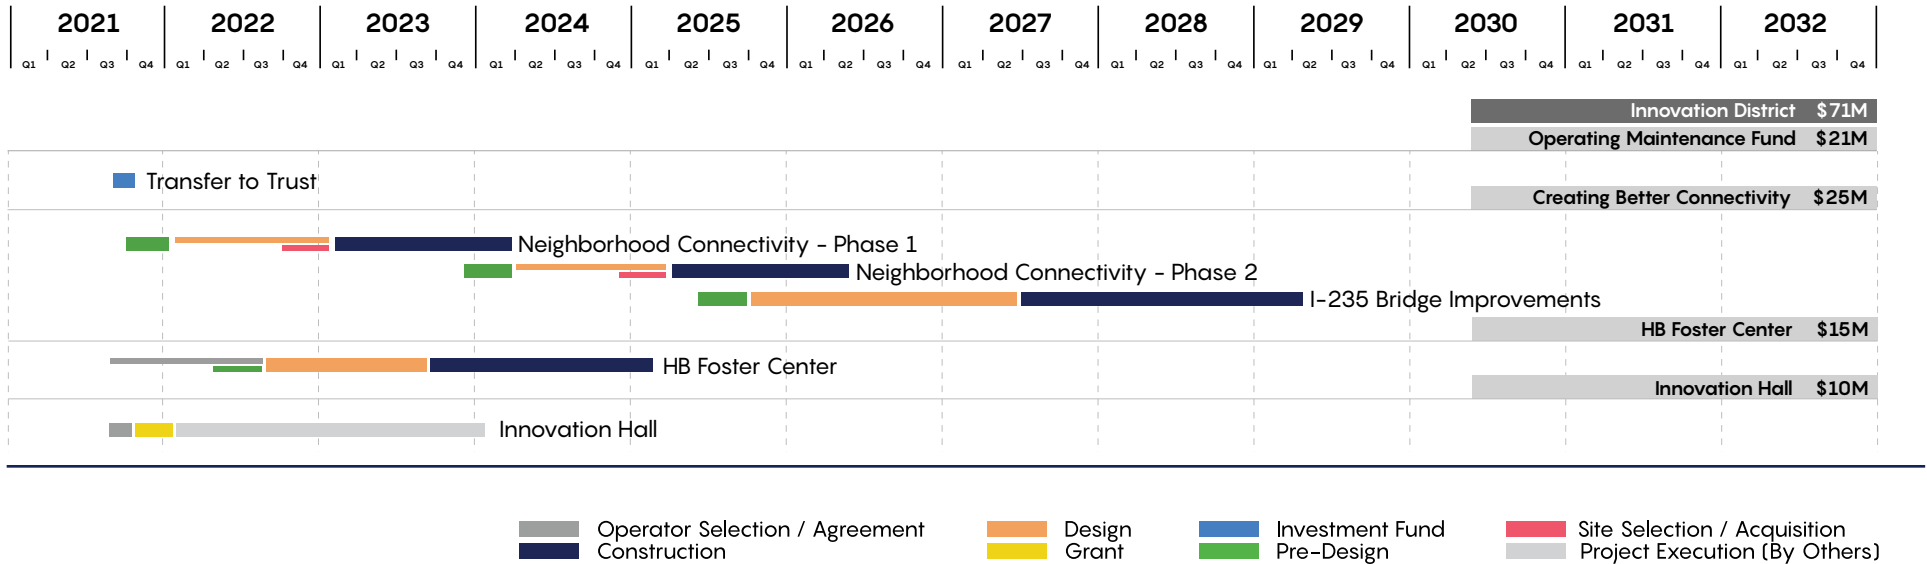 2021 2022 2023 2024 2025 2026 2027 2028 2029 2030 2031 2032
Q1 Q2 Q3 Q4 Q1 Q2 Q3 Q4 Q1 Q2 Q3 Q4 Q1 Q2 Q3 Q4 Q1 Q2 Q3 Q4 Q1 Q2 Q3 Q4 Q1 Q2 Q3 Q4 Q1 Q2 Q3 Q4 Q1 Q2 Q3 Q4 Q1 Q2 Q3 Q4 Q1 Q2 Q3 Q4 Q1 Q2 Q3 Q4
Innovation District $71M
Operating Maintenance Fund $21M
Transfer to Trust
Creating Better Connectivity $25M
Neighborhood Connectivity - Phase 1
Neighborhood Connectivity - Phase 2
I-235 Bridge Improvements
HB Foster Center $15M
HB Foster Center
Innovation Hall $10M
Innovation Hall
Operator Selection / Agreement Design Investment Fund Site Selection / Acquisition
Construction Grant Pre-Design Project Execution (By Others)